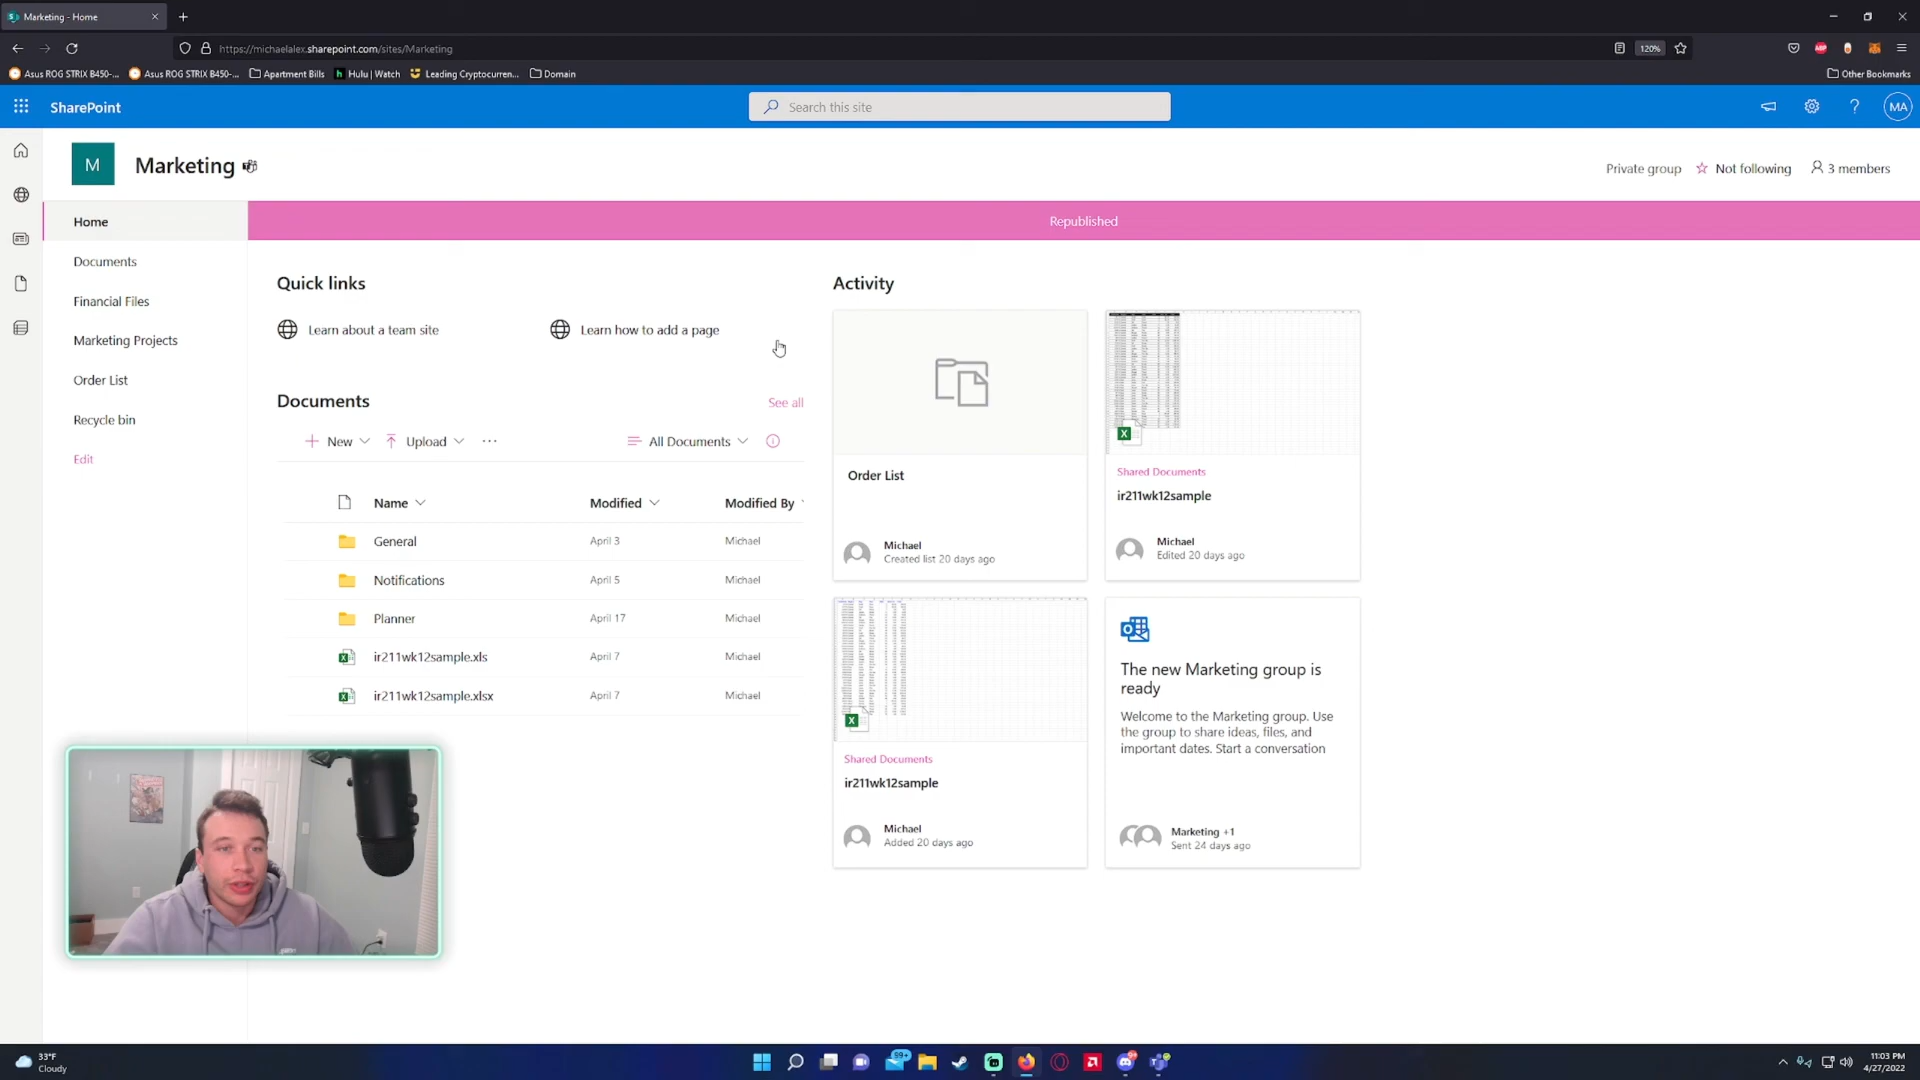 Marketing - Home
https://michaelalex.sharepoint.com/sites/Marketing
120%
Asus ROG STRIX B450-...
Asus ROG STRIX B450-...
Apartment Bills
Hulu | Watch
Leading Cryptocurren...
Domain
Other Bookmarks
SharePoint
Search this site
MA
M
Marketing
Private group
Not following
3 members
Home
Documents
Financial Files
Marketing Projects
Order List
Recycle bin
Edit
Republished
Quick links
Learn about a team site
Learn how to add a page
Documents
See all
New
Upload
...
All Documents
Name
Modified
Modified By
General
April 3
Michael
Notifications
April 5
Michael
Planner
April 17
Michael
ir211wk12sample.xls
April 7
Michael
ir211wk12sample.xlsx
April 7
Michael
Activity
Order List
Michael
Created list 20 days ago
Shared Documents
ir211wk12sample
Michael
Edited 20 days ago
Shared Documents
ir211wk12sample
Michael
Added 20 days ago
The new Marketing group is
ready
Welcome to the Marketing group. Use
the group to share ideas, files, and
important dates. Start a conversation
Marketing +1
Sent 24 days ago
33°F
Cloudy
99+
11:03 PM
4/27/2022